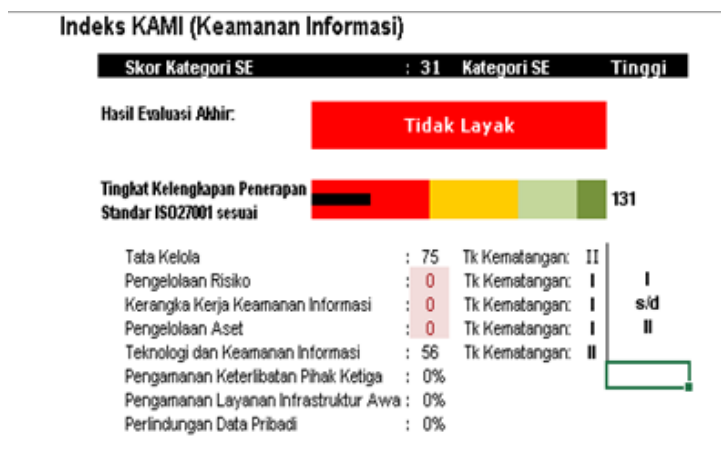 Indeks KAMI (Keamanan Informasi)
Skor Kategori SE : 31 Kategori SE Tinggi
Hasil Evaluasi Akhir:
Tidak Layak
Tingkat Kelengkapan Penerapan
Standar ISO27001 sesuai
131
Tata Kelola : 75 Tk Kematangan: II
Pengelolaan Risiko : 0 Tk Kematangan: I I
Kerangka Kerja Keamanan Informasi : 0 Tk Kematangan: I s/d
Pengelolaan Aset : 0 Tk Kematangan: I II
Teknologi dan Keamanan Informasi : 56 Tk Kematangan: II
Pengamanan Keterlibatan Pihak Ketiga : 0%
Pengamanan Layanan Infrastruktur Awa : 0%
Perlindungan Data Pribadi : 0%